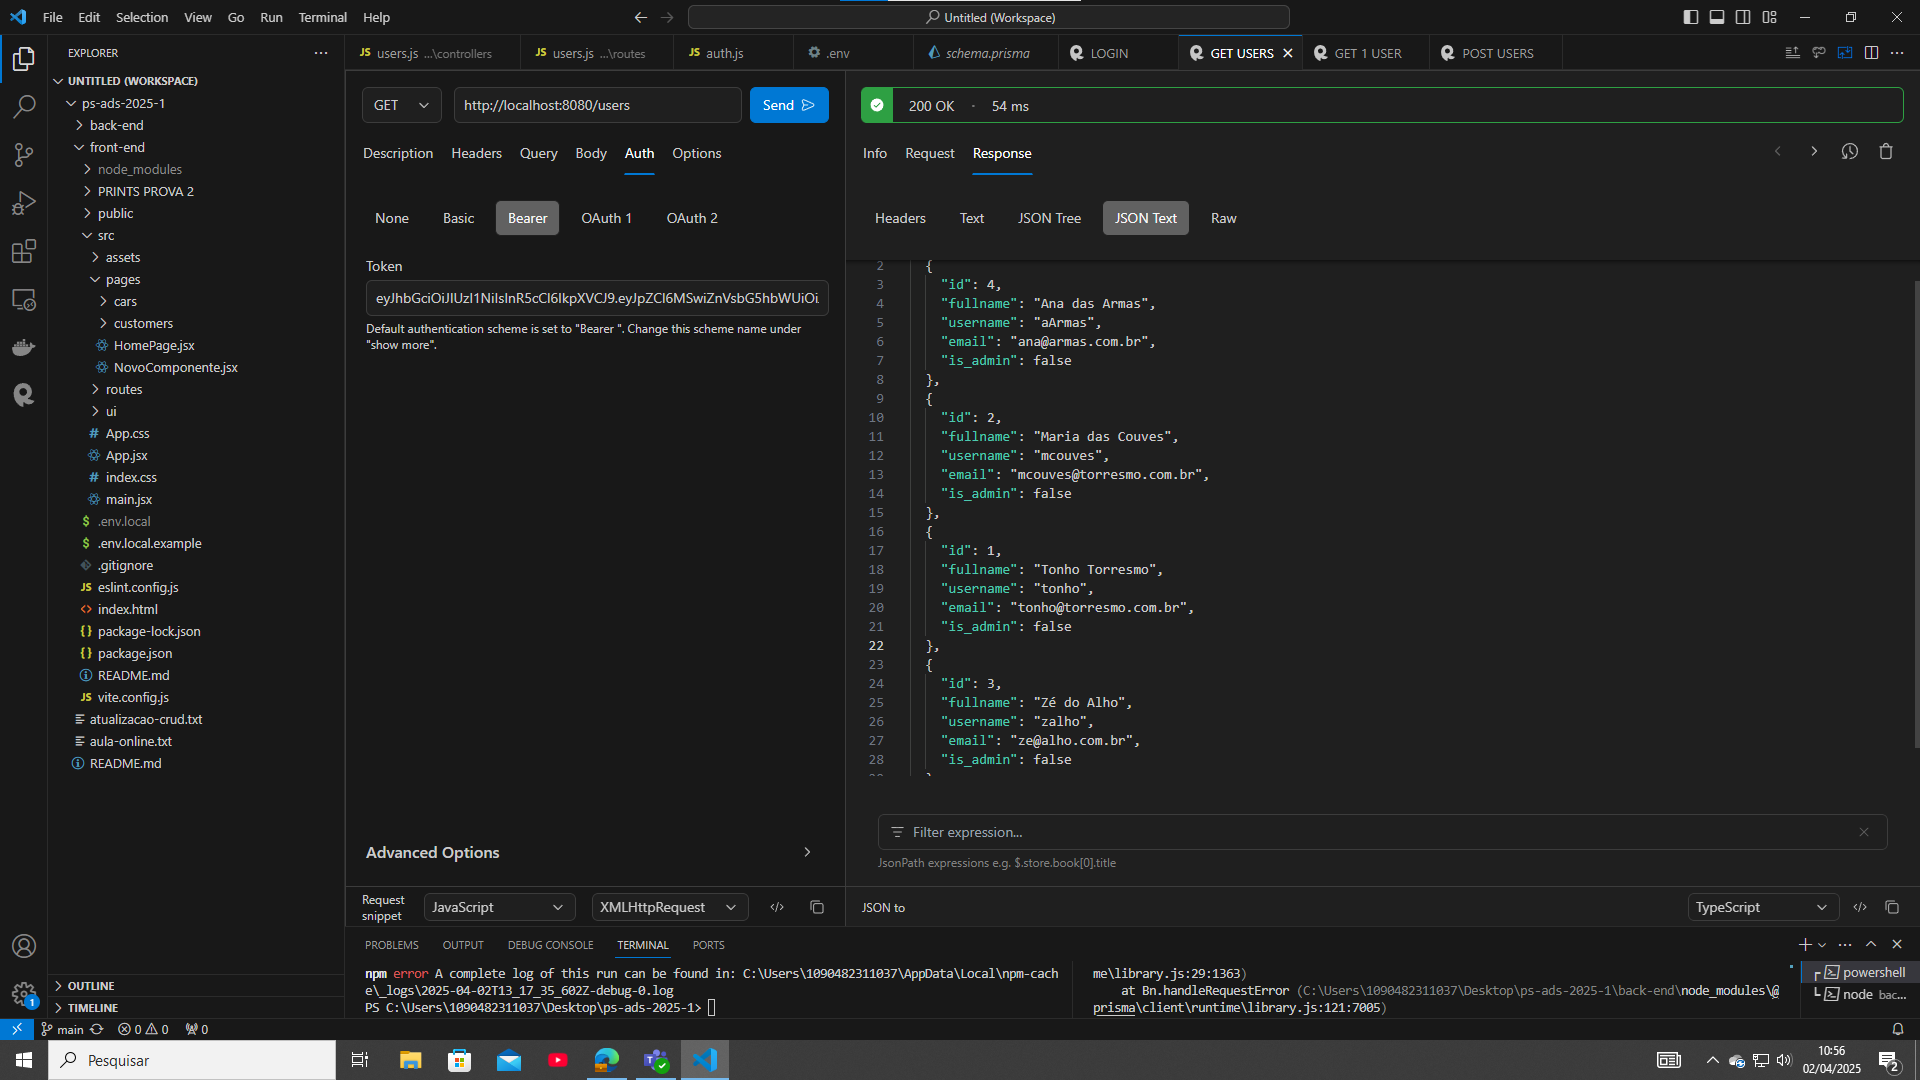 File Edit Selection View Go Run Terminal Help
Untitled (Workspace)
EXPLORER
users.js ...\controllers
users.js ...\routes
auth.js
.env
schema.prisma
LOGIN
GET USERS
GET 1 USER
POST USERS
UNTITLED (WORKSPACE)
ps-ads-2025-1
back-end
front-end
node_modules
PRINTS PROVA 2
public
src
assets
pages
cars
customers
HomePage.jsx
NovoComponente.jsx
routes
ui
App.css
App.jsx
index.css
main.jsx
.env.local
.env.local.example
.gitignore
eslint.config.js
index.html
package-lock.json
package.json
README.md
vite.config.js
atualizacao-crud.txt
aula-online.txt
README.md
OUTLINE
TIMELINE
GET
http://localhost:8080/users
Send
Description Headers Query Body Auth Options
None Basic Bearer OAuth 1 OAuth 2
Token
Default authentication scheme is set to "Bearer ". Change this scheme name under
"show more".
Advanced Options
Request
snippet
JavaScript
XMLHttpRequest
200 OK · 54 ms
Info Request Response
Headers Text JSON Tree JSON Text Raw
2 {
3 "id": 4,
4 "fullname": "Ana das Armas",
5 "username": "aArmas",
6 "email": "ana@armas.com.br",
7 "is_admin": false
8 },
9 {
10 "id": 2,
11 "fullname": "Maria das Couves",
12 "username": "mcouves",
13 "email": "mcouves@torresmo.com.br",
14 "is_admin": false
15 },
16 {
17 "id": 1,
18 "fullname": "Tonho Torresmo",
19 "username": "tonho",
20 "email": "tonho@torresmo.com.br",
21 "is_admin": false
22 },
23 {
24 "id": 3,
25 "fullname": "Zé do Alho",
26 "username": "zalho",
27 "email": "ze@alho.com.br",
28 "is_admin": false
Filter expression...
JsonPath expressions e.g. $.store.book[0].title
JSON to
TypeScript
PROBLEMS OUTPUT DEBUG CONSOLE TERMINAL PORTS
npm error A complete log of this run can be found in: C:\Users\1090482311037\AppData\Local\npm-cach
e\_logs\2025-04-02T13_17_35_602Z-debug-0.log
PS C:\Users\1090482311037\Desktop\ps-ads-2025-1>
me\library.js:29:1363)
at Bn.handleRequestError (C:\Users\1090482311037\Desktop\ps-ads-2025-1\back-end\node_modules\@
prisma\client\runtime\library.js:121:7005)
powershell
node bac...
1
main
0 0
0
Pesquisar
10:56
02/04/2025
2